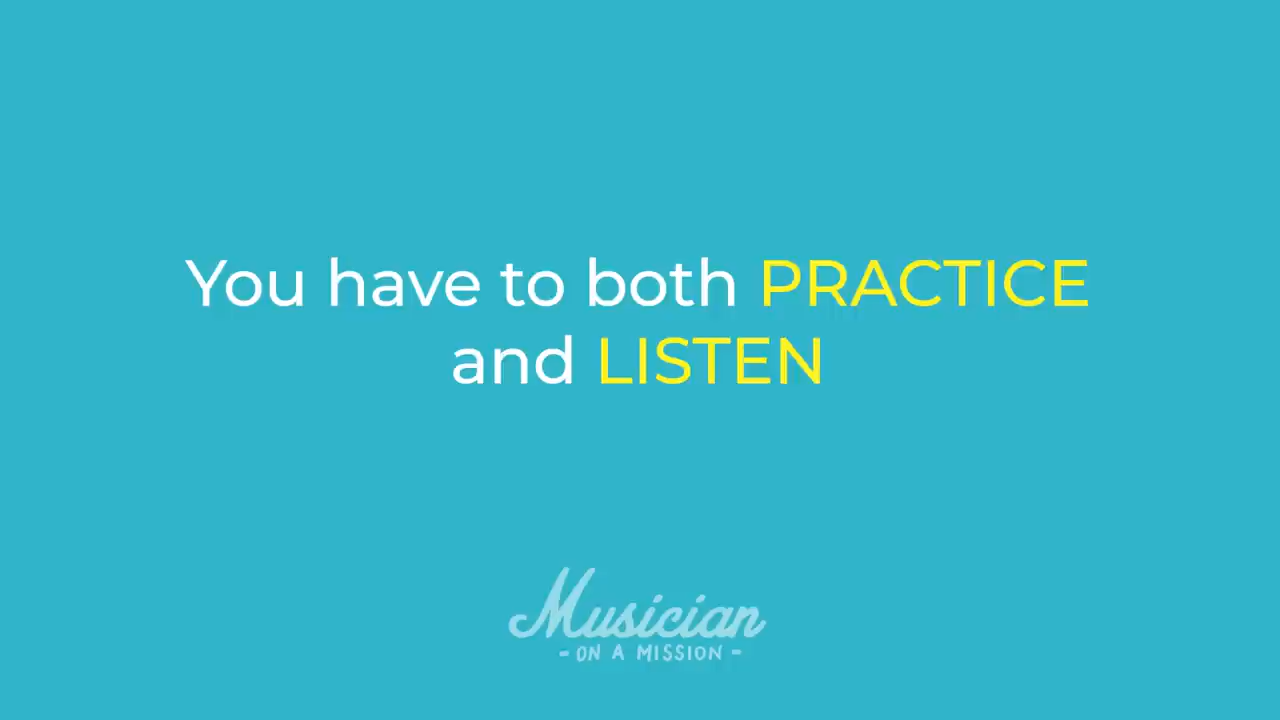 You have to both PRACTICE
and LISTEN
Musician
- ON A MISSION -